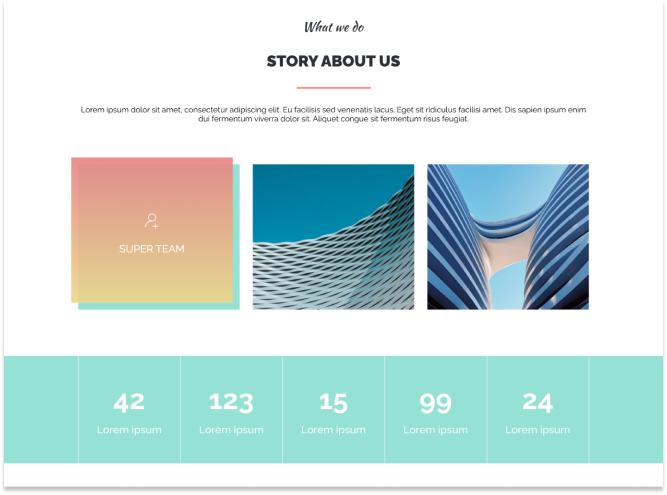 What we do
STORY ABOUT US
Lorem ipsum dolor sit amet, consectetur adipiscing elit. Eu facilisis sed venenatis lacus. Eget sit ridiculus facilisi amet. Dis sapien ipsum enim
dui fermentum viverra dolor sit. Aliquet congue sit fermentum risus feugiat.
SUPER TEAM
42 123 15 99 24
Lorem ipsum Lorem ipsum Lorem ipsum Lorem ipsum Lorem ipsum